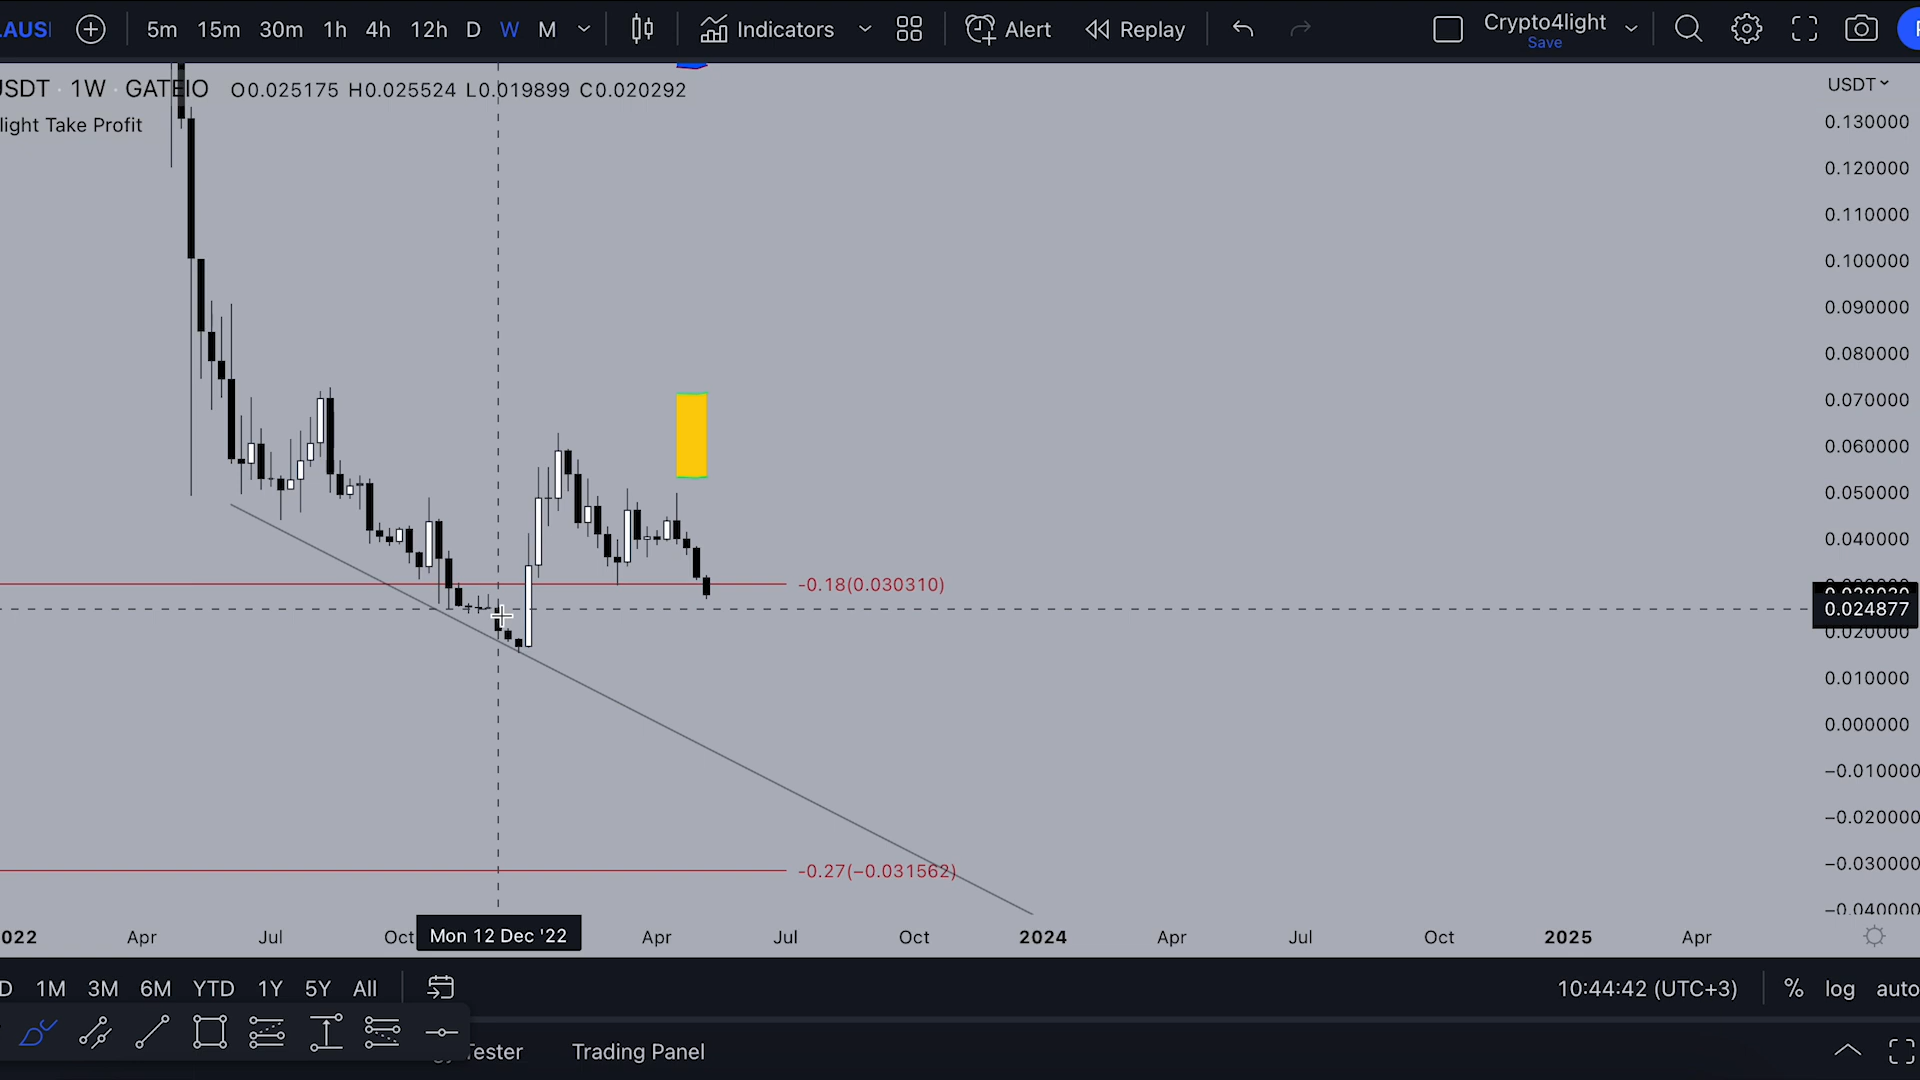 5m 15m 30m 1h 4h 12h D W M Indicators Alert Replay Crypto4light
Save
1W · GATEIO O0.025175 H0.025524 L0.019899 C0.020292
light Take Profit
USDT
0.130000
0.120000
0.110000
0.100000
0.090000
0.080000
0.070000
0.060000
0.050000
0.040000
-0.18(0.030310)
0.024877
0.020000
0.010000
0.000000
−0.010000
−0.020000
-0.27(−0.031562)
−0.030000
−0.040000
022 Apr Jul Oct Mon 12 Dec '22 Apr Jul Oct 2024 Apr Jul Oct 2025 Apr
D 1M 3M 6M YTD 1Y 5Y All 10:44:42 (UTC+3) % log auto
Tester Trading Panel